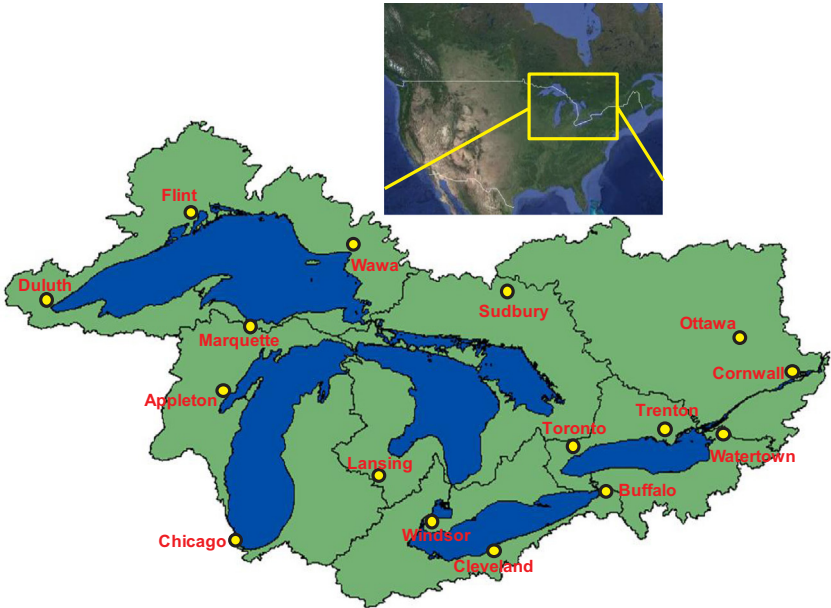 Flint
Wawa
Duluth
Sudbury
Marquette
Ottawa
Cornwall
Appleton
Trenton
Toronto
Watertown
Lansing
Buffalo
Windsor
Chicago
Cleveland